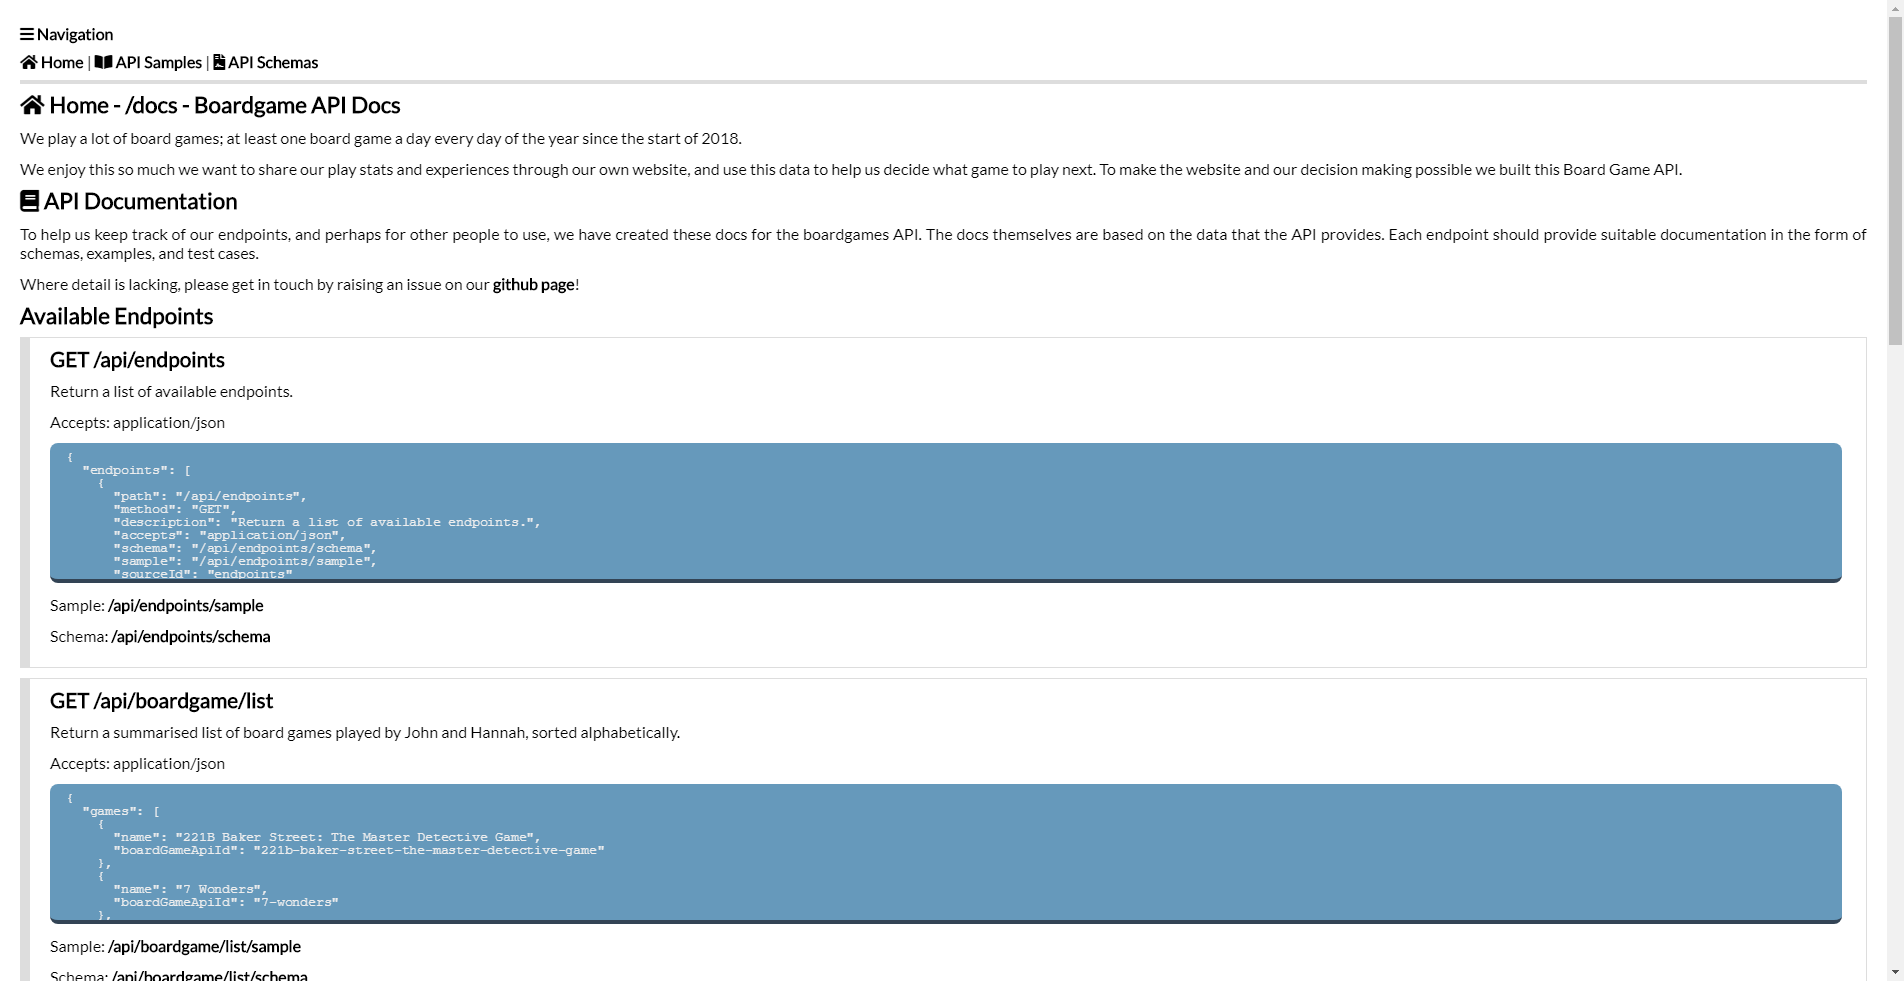 Navigation
Home | API Samples | API Schemas
Home - /docs - Boardgame API Docs
We play a lot of board games; at least one board game a day every day of the year since the start of 2018.
We enjoy this so much we want to share our play stats and experiences through our own website, and use this data to help us decide what game to play next. To make the website and our decision making possible we built this Board Game API.
API Documentation
To help us keep track of our endpoints, and perhaps for other people to use, we have created these docs for the boardgames API. The docs themselves are based on the data that the API provides. Each endpoint should provide suitable documentation in the form of
schemas, examples, and test cases.
Where detail is lacking, please get in touch by raising an issue on our github page!
Available Endpoints
GET /api/endpoints
Return a list of available endpoints.
Accepts: application/json
{
"endpoints": [
{
"path": "/api/endpoints",
"method": "GET",
"description": "Return a list of available endpoints.",
"accepts": "application/json",
"schema": "/api/endpoints/schema",
"sample": "/api/endpoints/sample",
"sourceId": "endpoints"
Sample: /api/endpoints/sample
Schema: /api/endpoints/schema
GET /api/boardgame/list
Return a summarised list of board games played by John and Hannah, sorted alphabetically.
Accepts: application/json
{
"games": [
{
"name": "221B Baker Street: The Master Detective Game",
"boardGameApiId": "221b-baker-street-the-master-detective-game"
},
{
"name": "7 Wonders",
"boardGameApiId": "7-wonders"
},
Sample: /api/boardgame/list/sample
Schema: /api/boardgame/list/schema